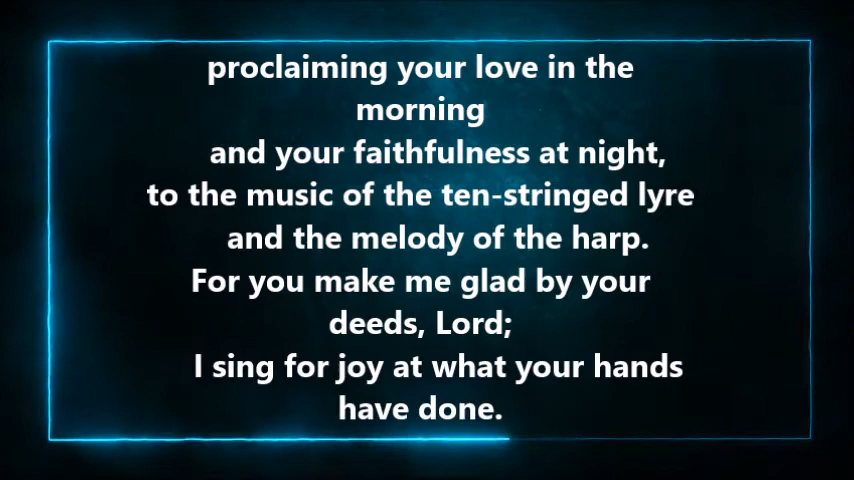 proclaiming your love in the
morning
and your faithfulness at night,
to the music of the ten-stringed lyre
and the melody of the harp.
For you make me glad by your
deeds, Lord;
I sing for joy at what your hands
have done.